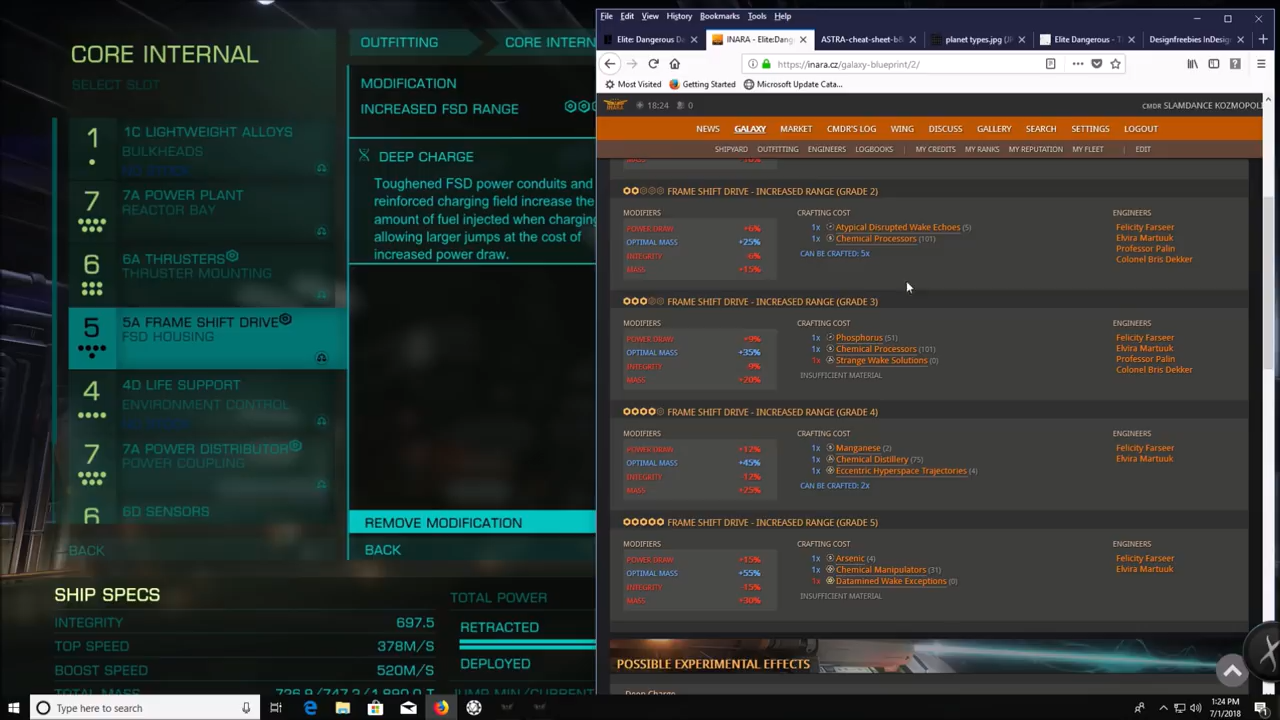 CORE INTERNAL
SELECT SLOT
1 1C LIGHTWEIGHT ALLOYS
BULKHEADS
7 7A POWER PLANT
REACTOR BAY
6 6A THRUSTERS
THRUSTER MOUNTING
5 5A FRAME SHIFT DRIVE
FSD HOUSING
4 4D LIFE SUPPORT
ENVIRONMENT CONTROL
7 7A POWER DISTRIBUTOR
POWER COUPLING
6 6D SENSORS
BACK
SHIP SPECS
INTEGRITY 697.5
TOP SPEED 378M/S
BOOST SPEED 520M/S
OUTFITTING CORE INTERN
MODIFICATION
INCREASED FSD RANGE
DEEP CHARGE
Toughened FSD power conduits and
reinforced charging field increase the
amount of fuel injected when charging
allowing larger jumps at the cost of
increased power draw.
REMOVE MODIFICATION
BACK
TOTAL POWER
RETRACTED
DEPLOYED
File Edit View History Bookmarks Tools Help
Elite: Dangerous Da INARA - Elite:Dang ASTRA-cheat-sheet-b8 planet types.jpg (JP Elite Dangerous - T Designfreebies InDesig
https://inara.cz/galaxy-blueprint/2/
Most Visited Getting Started Microsoft Update Cata...
18:24 0 CMDR SLAMDANCE KOZMOPOLI
NEWS GALAXY MARKET CMDR'S LOG WING DISCUSS GALLERY SEARCH SETTINGS LOGOUT
SHIPYARD OUTFITTING ENGINEERS LOGBOOKS MY CREDITS MY RANKS MY REPUTATION MY FLEET EDIT
FRAME SHIFT DRIVE - INCREASED RANGE (GRADE 2)
MODIFIERS CRAFTING COST ENGINEERS
POWER DRAW +6% 1x Atypical Disrupted Wake Echoes (5) Felicity Farseer
OPTIMAL MASS +25% 1x Chemical Processors (101) Elvira Martuuk
INTEGRITY -6% CAN BE CRAFTED: 5x Professor Palin
MASS +15% Colonel Bris Dekker
FRAME SHIFT DRIVE - INCREASED RANGE (GRADE 3)
MODIFIERS CRAFTING COST ENGINEERS
POWER DRAW +9% 1x Phosphorus (51) Felicity Farseer
OPTIMAL MASS +35% 1x Chemical Processors (101) Elvira Martuuk
INTEGRITY -9% 1x Strange Wake Solutions (0) Professor Palin
MASS +20% INSUFFICIENT MATERIAL Colonel Bris Dekker
FRAME SHIFT DRIVE - INCREASED RANGE (GRADE 4)
MODIFIERS CRAFTING COST ENGINEERS
POWER DRAW +12% 1x Manganese (2) Felicity Farseer
OPTIMAL MASS +45% 1x Chemical Distillery (75) Elvira Martuuk
INTEGRITY -12% 1x Eccentric Hyperspace Trajectories (4)
MASS +25% CAN BE CRAFTED: 2x
FRAME SHIFT DRIVE - INCREASED RANGE (GRADE 5)
MODIFIERS CRAFTING COST ENGINEERS
POWER DRAW +15% 1x Arsenic (4) Felicity Farseer
OPTIMAL MASS +55% 1x Chemical Manipulators (31) Elvira Martuuk
INTEGRITY -15% 1x Datamined Wake Exceptions (0)
MASS +30% INSUFFICIENT MATERIAL
POSSIBLE EXPERIMENTAL EFFECTS
Deep Charge
Type here to search
1:24 PM
7/1/2018